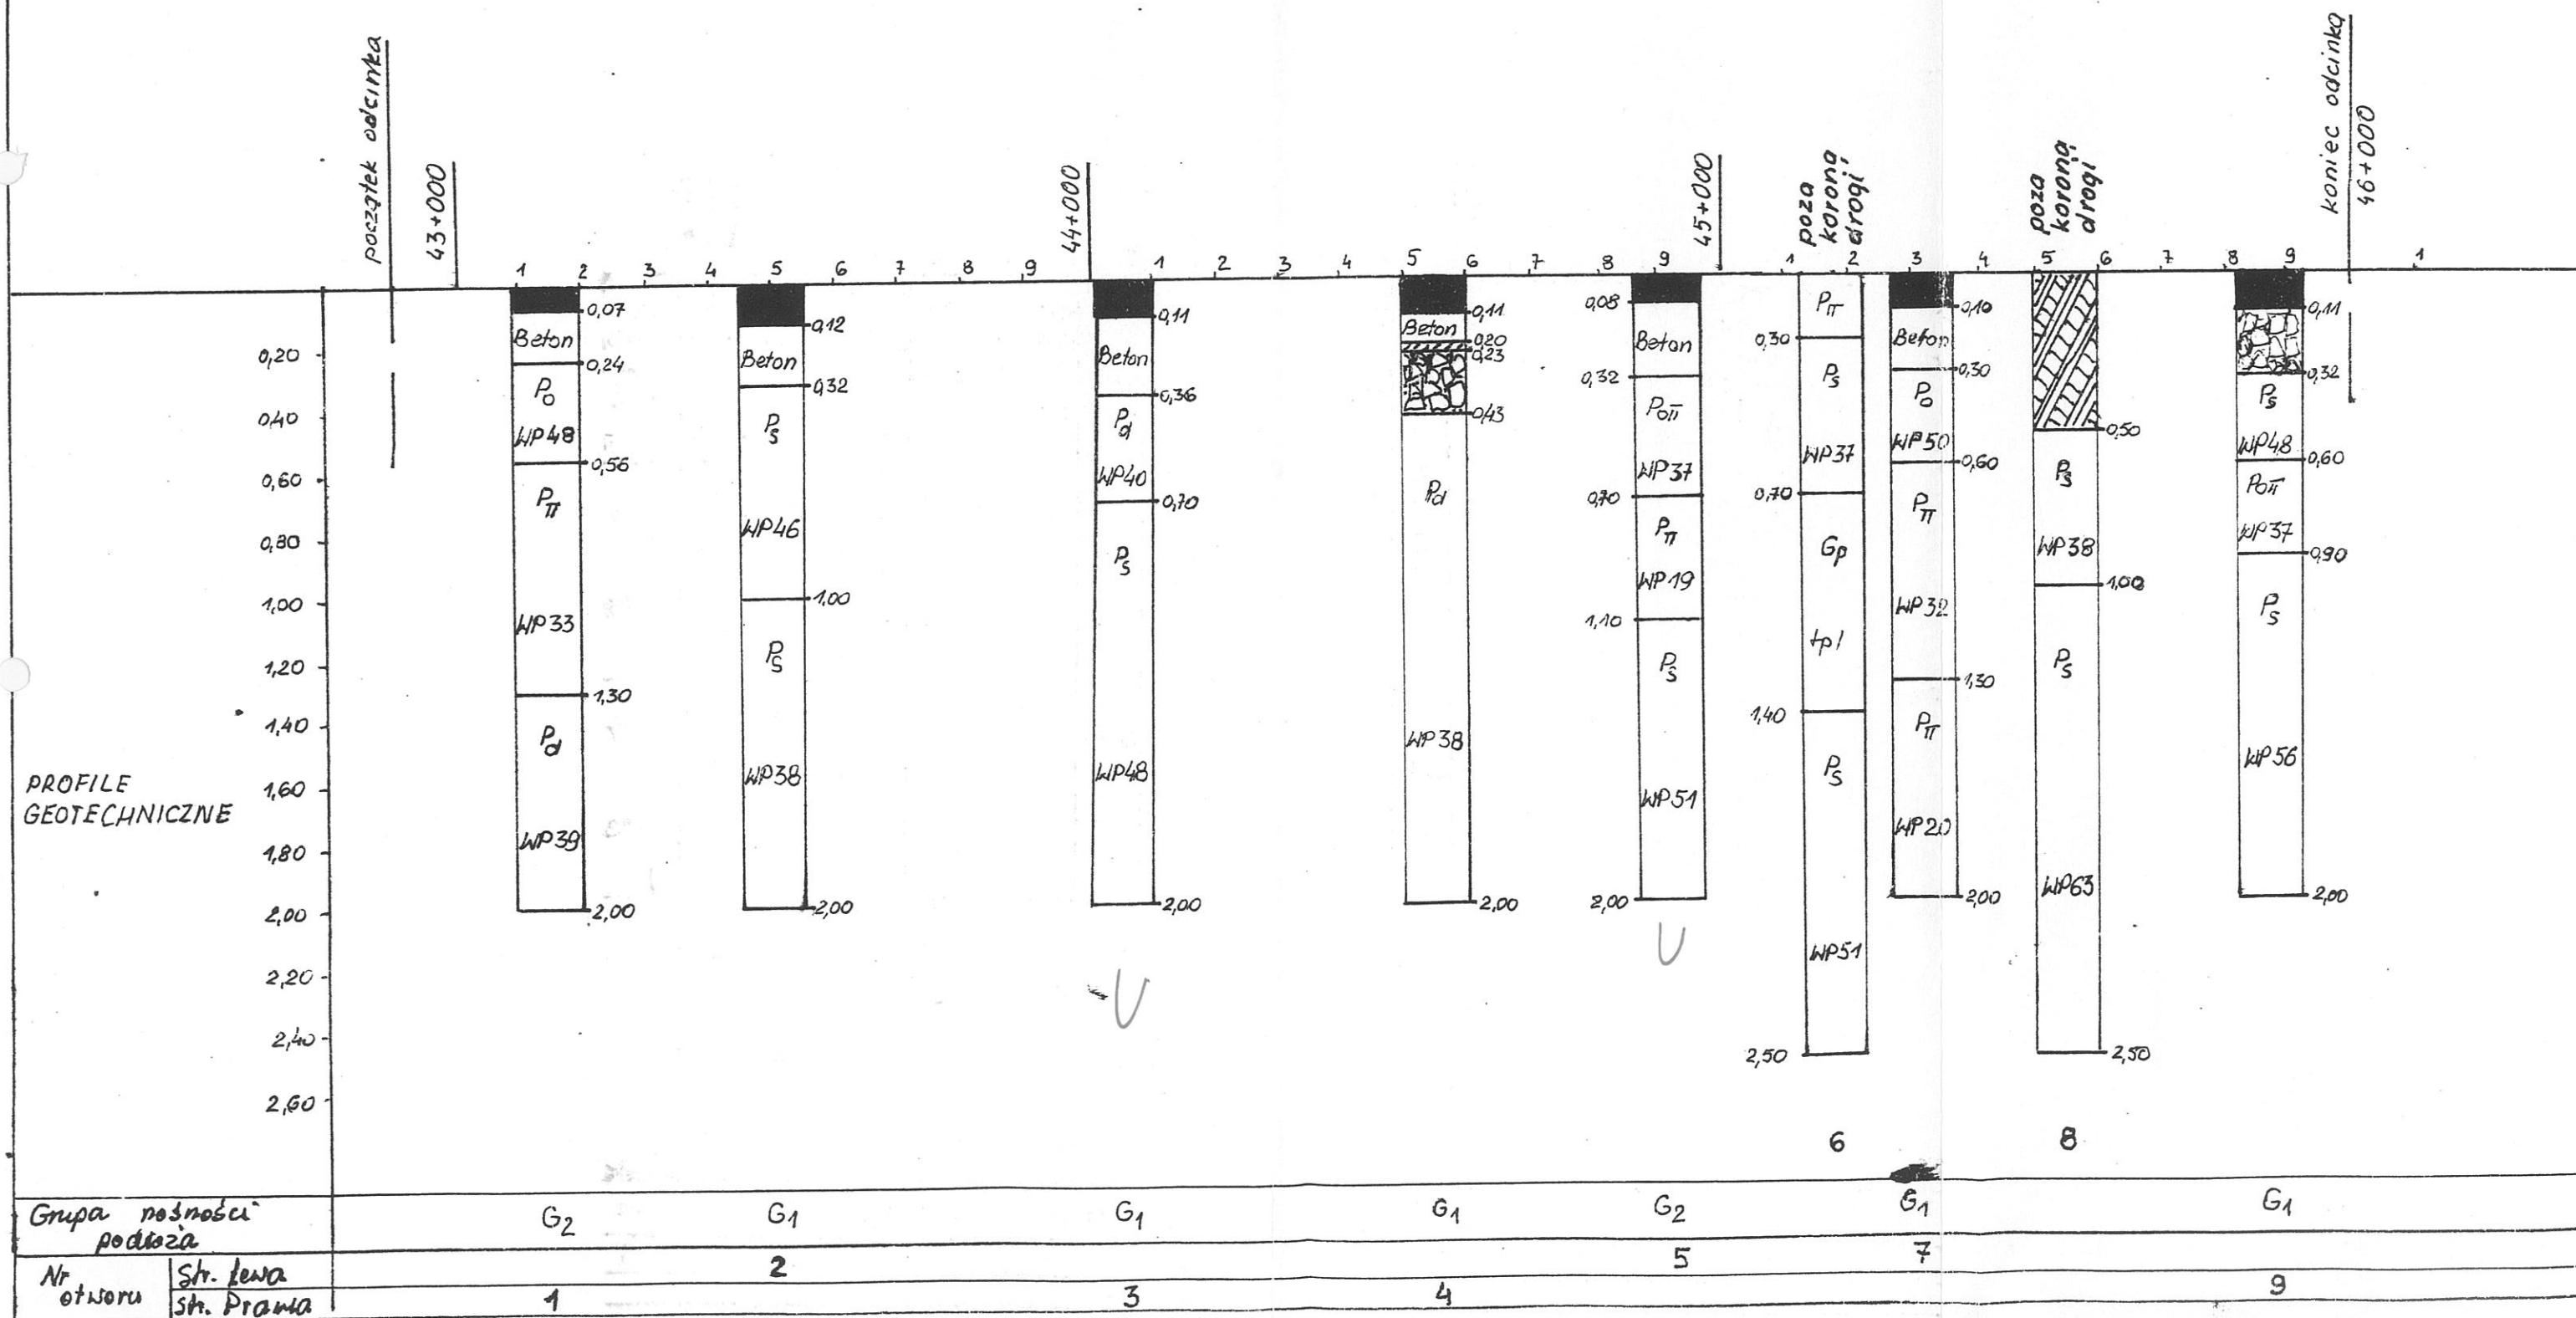 początek odcinka
43+000
44+000
45+000
poza
koroną
drogi
poza
koroną
drogi
koniec odcinka
46+000
1 2 3 4 5 6 7 8 9 1 2 3 4 5 6 7 8 9 1 2 3 4 5 6 7 8 9 1
PROFILE
GEOTECHNICZNE
0,20
0,40
0,60
0,80
1,00
1,20
1,40
1,60
1,80
2,00
2,20
2,40
2,60
0,07
Beton
0,24
Po
WP48
0,56
Pπ
WP33
1,30
Pd
WP39
2,00
0,12
Beton
0,32
Ps
WP46
1,00
Ps
WP38
2,00
0,11
Beton
0,36
Pd
WP40
0,70
Ps
WP48
2,00
0,11
Beton
0,20
0,23
0,43
Pd
WP38
2,00
0,08
Beton
0,32
Poπ
WP37
0,70
Pπ
WP19
1,10
Ps
WP51
2,00
Pπ
0,30
Ps
WP37
0,70
Gp
tpl
1,40
Ps
WP51
2,50
6
0,10
Beton
0,30
Po
WP50
0,60
Pπ
WP32
1,30
Pπ
WP20
2,00
0,50
Ps
WP38
1,00
Ps
WP63
2,50
8
0,11
0,32
Ps
WP48
0,60
Poπ
WP37
0,90
Ps
WP56
2,00
Grupa nośności
podłoża
G2 G1 G1 G1 G2 G1 G1
Nr
otworu
Str. Lewa
2 5 7
Str. Prawa
1 3 4 9